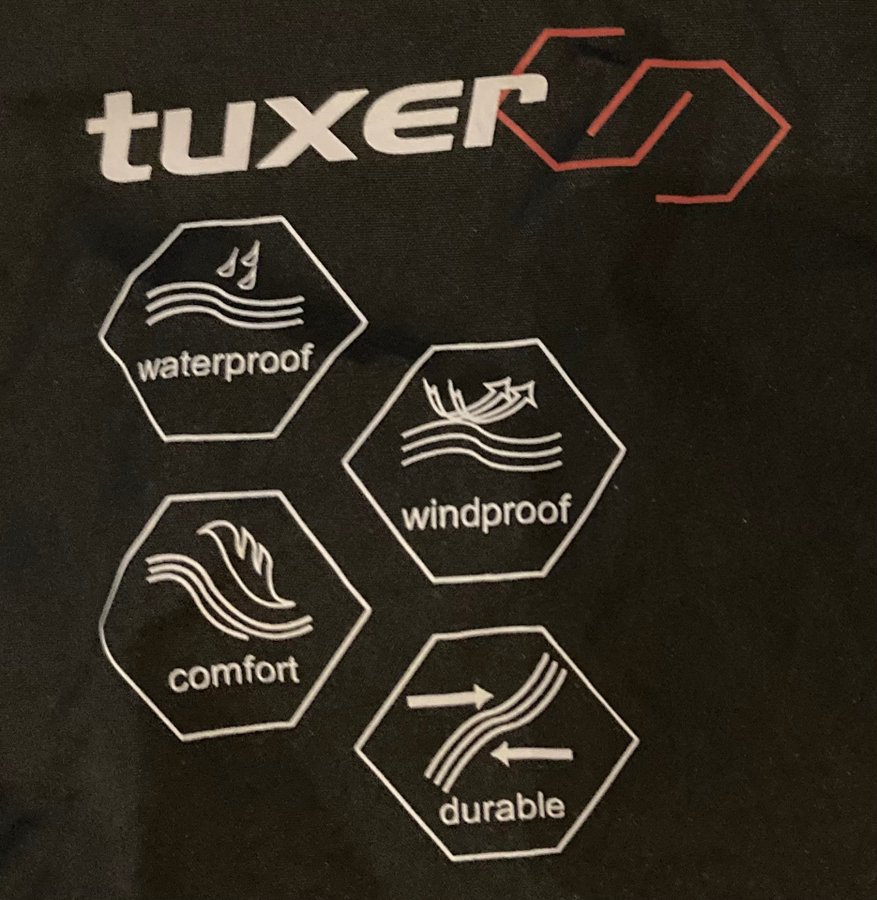 tuxer
waterproof
windproof
comfort
durable